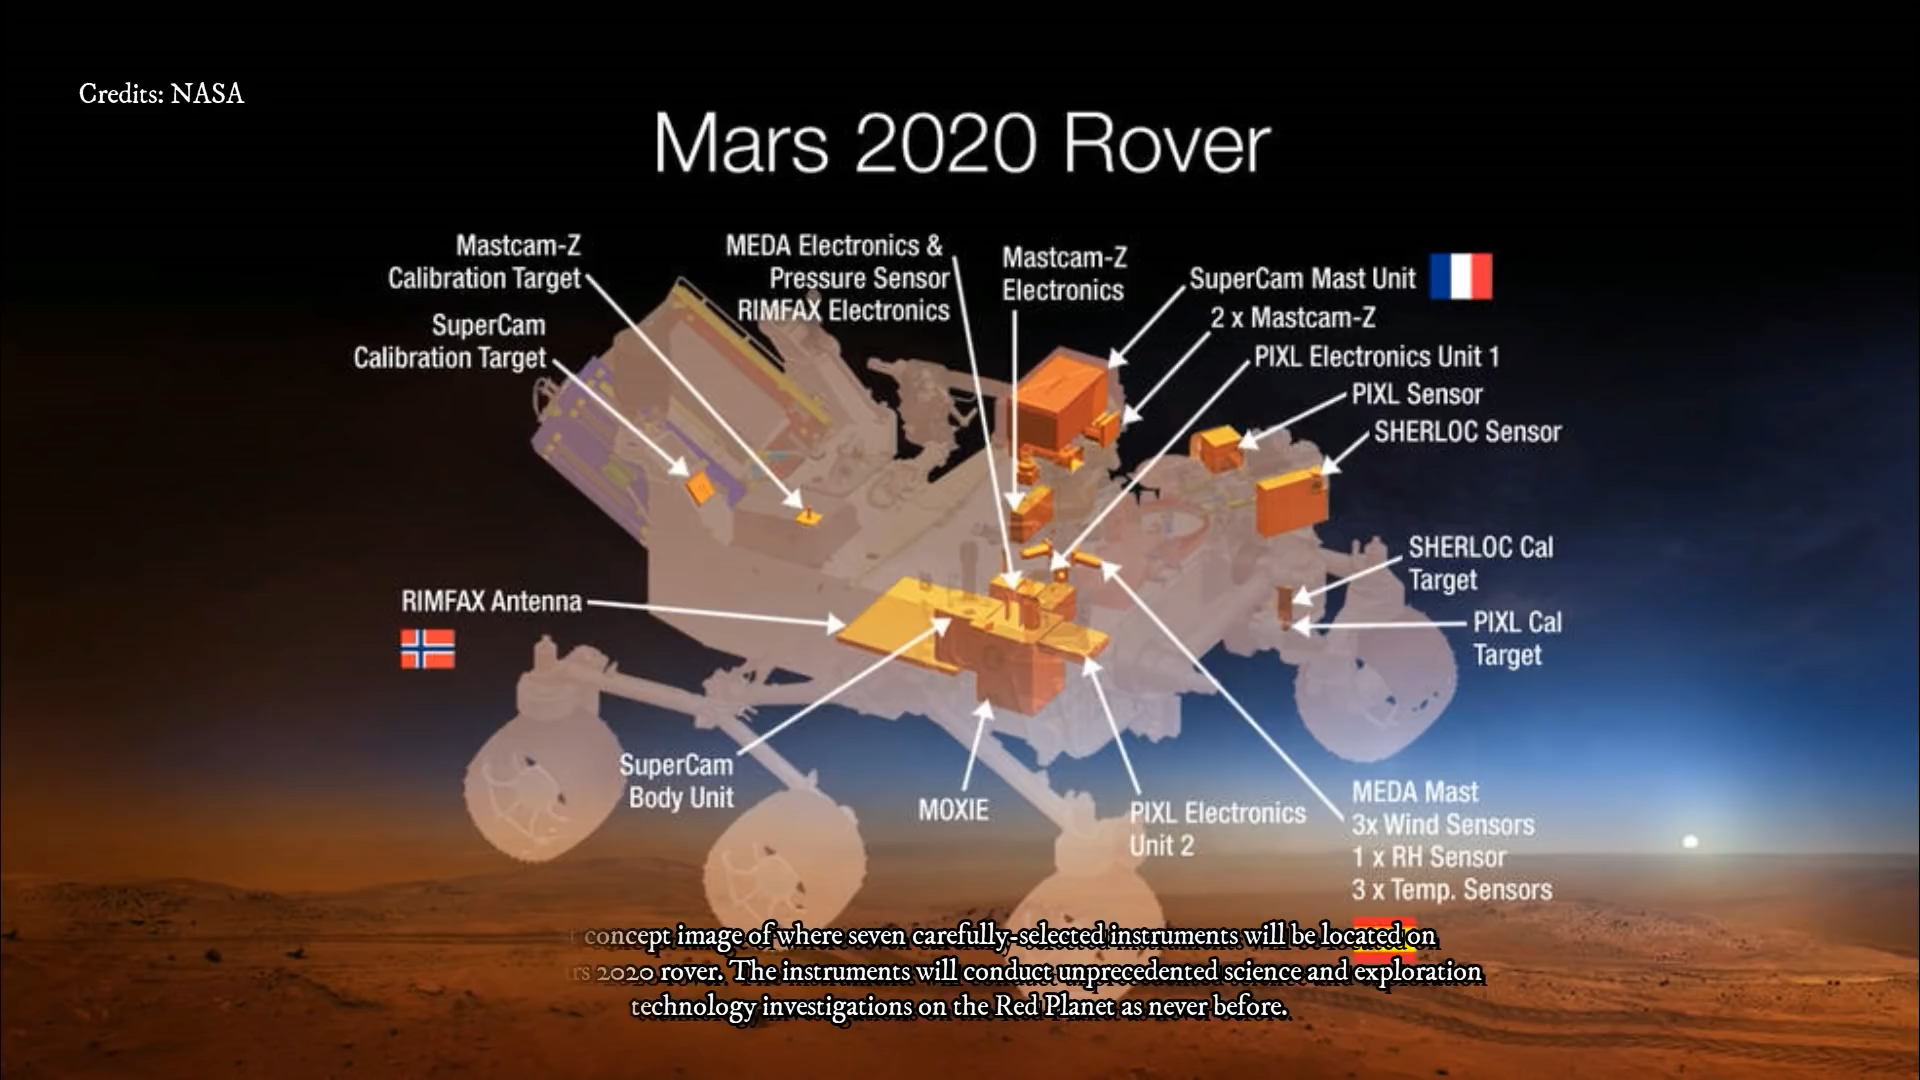 Credits: NASA
Mars 2020 Rover
Mastcam-Z
Calibration Target
SuperCam
Calibration Target
MEDA Electronics &
Pressure Sensor
RIMFAX Electronics
Mastcam-Z
Electronics
SuperCam Mast Unit
2 x Mastcam-Z
PIXL Electronics Unit 1
PIXL Sensor
SHERLOC Sensor
SHERLOC Cal
Target
PIXL Cal
Target
RIMFAX Antenna
SuperCam
Body Unit
MOXIE
PIXL Electronics
Unit 2
MEDA Mast
3x Wind Sensors
1 x RH Sensor
3 x Temp. Sensors
concept image of where seven carefully-selected instruments will be located on
2020 rover. The instruments will conduct unprecedented science and exploration
technology investigations on the Red Planet as never before.